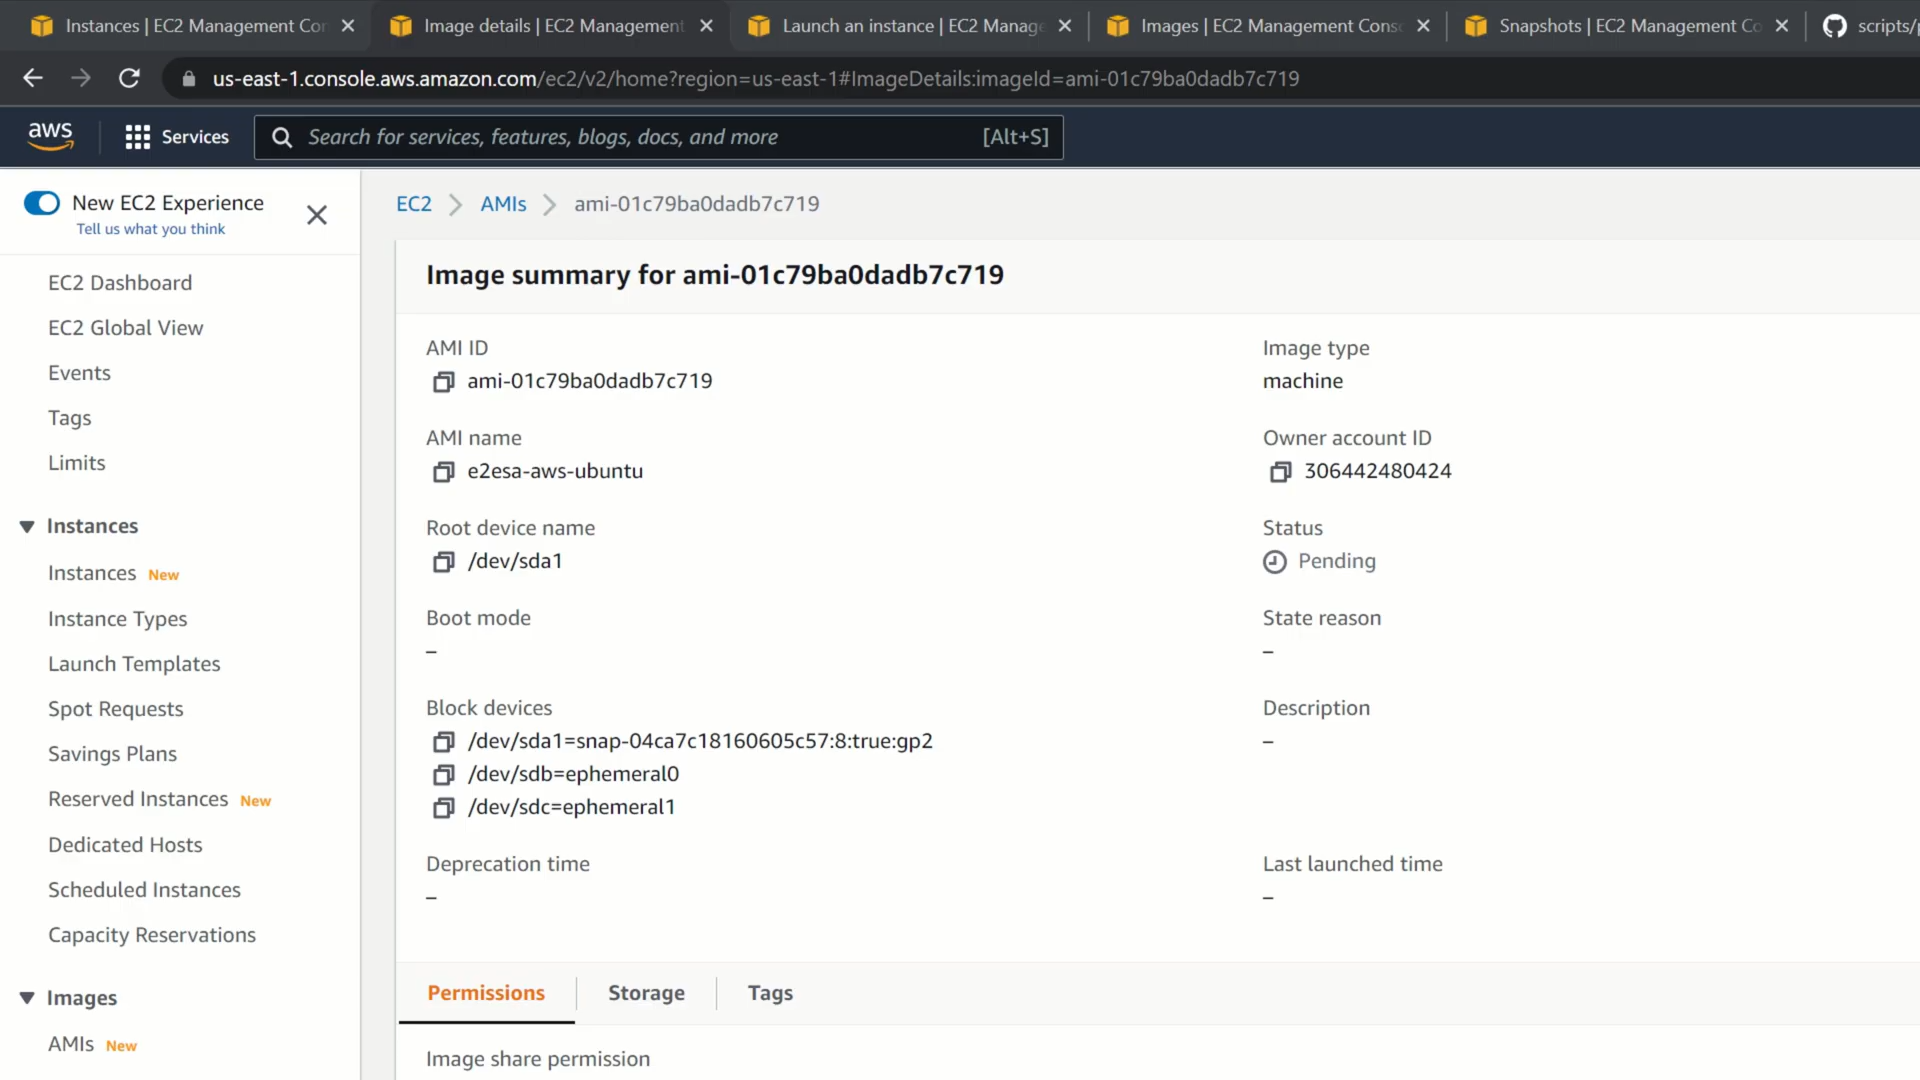 Instances | EC2 Management Con
Image details | EC2 Management
Launch an instance | EC2 Manage
Images | EC2 Management Conso
Snapshots | EC2 Management Co
scripts/p
us-east-1.console.aws.amazon.com/ec2/v2/home?region=us-east-1#ImageDetails:imageId=ami-01c79ba0dadb7c719
aws
Services
Search for services, features, blogs, docs, and more
[Alt+S]
New EC2 Experience
Tell us what you think
EC2 Dashboard
EC2 Global View
Events
Tags
Limits
Instances
Instances New
Instance Types
Launch Templates
Spot Requests
Savings Plans
Reserved Instances New
Dedicated Hosts
Scheduled Instances
Capacity Reservations
Images
AMIs New
EC2 > AMIs > ami-01c79ba0dadb7c719
Image summary for ami-01c79ba0dadb7c719
AMI ID
ami-01c79ba0dadb7c719
Image type
machine
AMI name
e2esa-aws-ubuntu
Owner account ID
306442480424
Root device name
/dev/sda1
Status
Pending
Boot mode
–
State reason
–
Block devices
/dev/sda1=snap-04ca7c18160605c57:8:true:gp2
/dev/sdb=ephemeral0
/dev/sdc=ephemeral1
Description
–
Deprecation time
–
Last launched time
–
Permissions
Storage
Tags
Image share permission